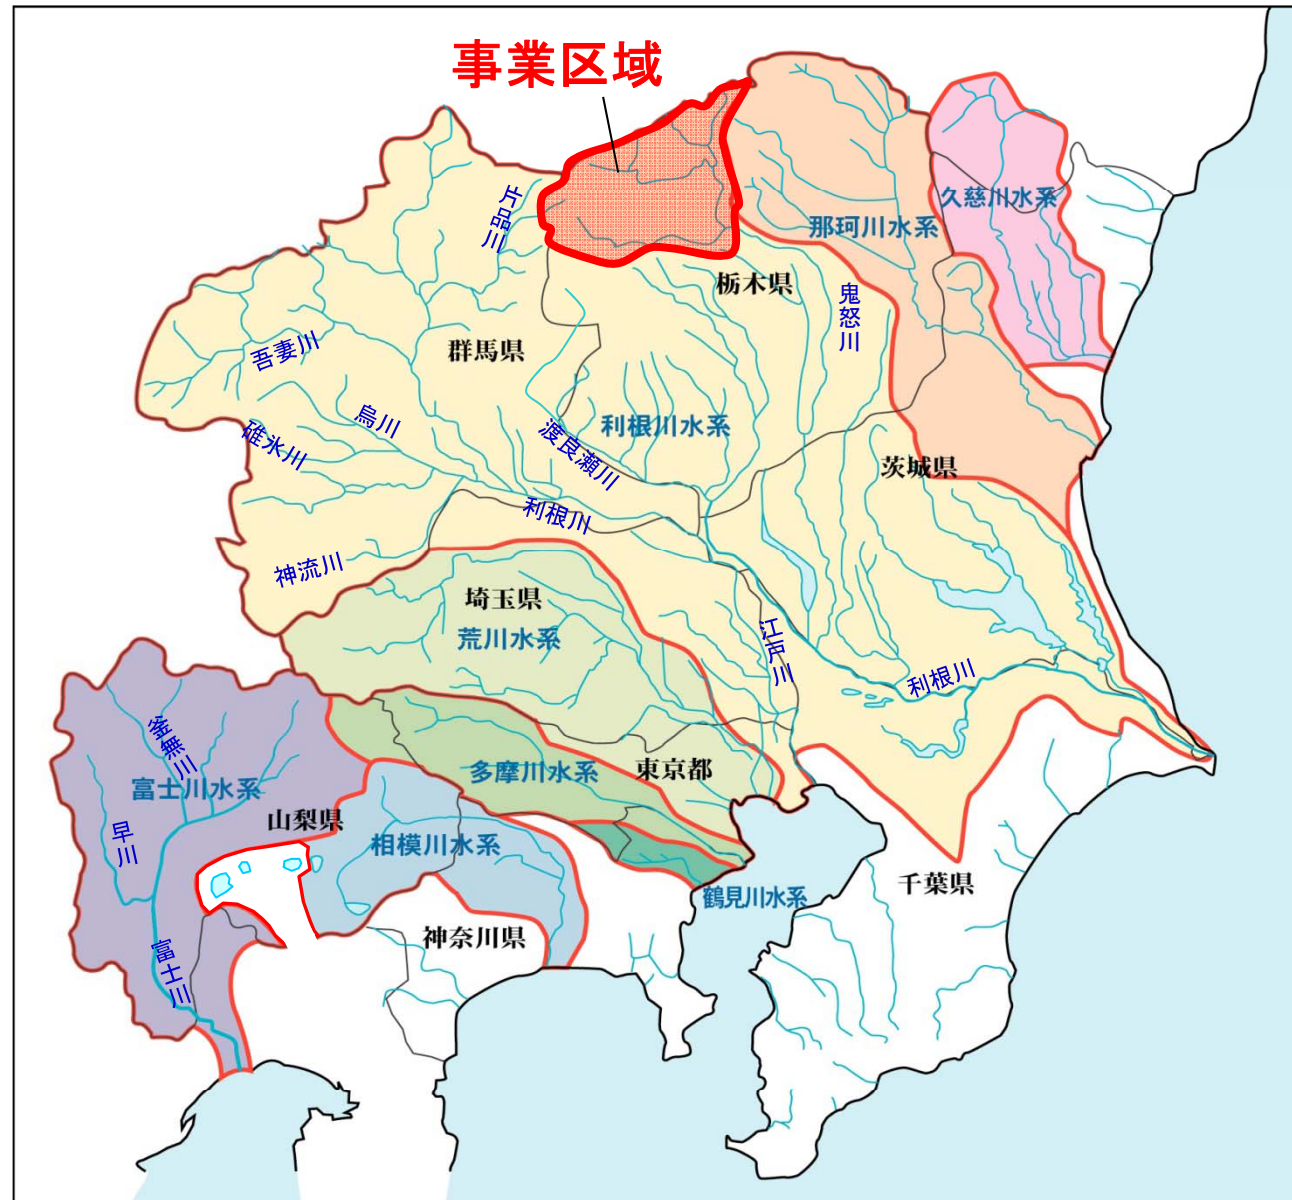 事業区域
片品川
久慈川水系
那珂川水系
栃木県
鬼怒川
吾妻川
群馬県
烏川
碓氷川
渡良瀬川
利根川水系
茨城県
利根川
神流川
埼玉県
荒川水系
江戸川
利根川
釜無川
富士川水系
多摩川水系
東京都
山梨県
早川
相模川水系
千葉県
鶴見川水系
神奈川県
富士川